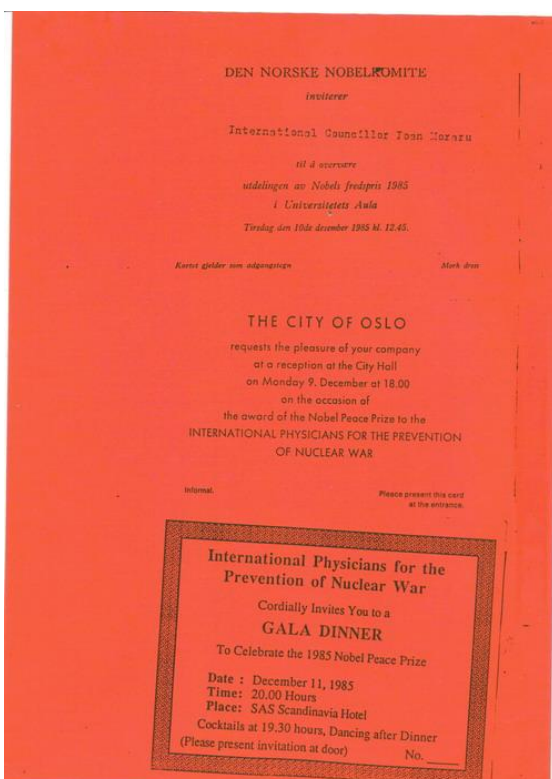 DEN NORSKE NOBELKOMITE
inviterer
International Councillor Ioan Moraru
til å overvære
utdelingen av Nobels fredspris 1985
i Universitetets Aula
Tirsdag den 10de desember 1985 kl. 12.45.
Kortet gjelder som adgangstegn
Mørk dress
THE CITY OF OSLO
requests the pleasure of your company
at a reception at the City Hall
on Monday 9. December at 18.00
on the occasion of
the award of the Nobel Peace Prize to the
INTERNATIONAL PHYSICIANS FOR THE PREVENTION
OF NUCLEAR WAR
Informal.
Please present this card
at the entrance.
International Physicians for the
Prevention of Nuclear War
Cordially Invites You to a
GALA DINNER
To Celebrate the 1985 Nobel Peace Prize
Date : December 11, 1985
Time: 20.00 Hours
Place: SAS Scandinavia Hotel
Cocktails at 19.30 hours, Dancing after Dinner
(Please present invitation at door) No. ____